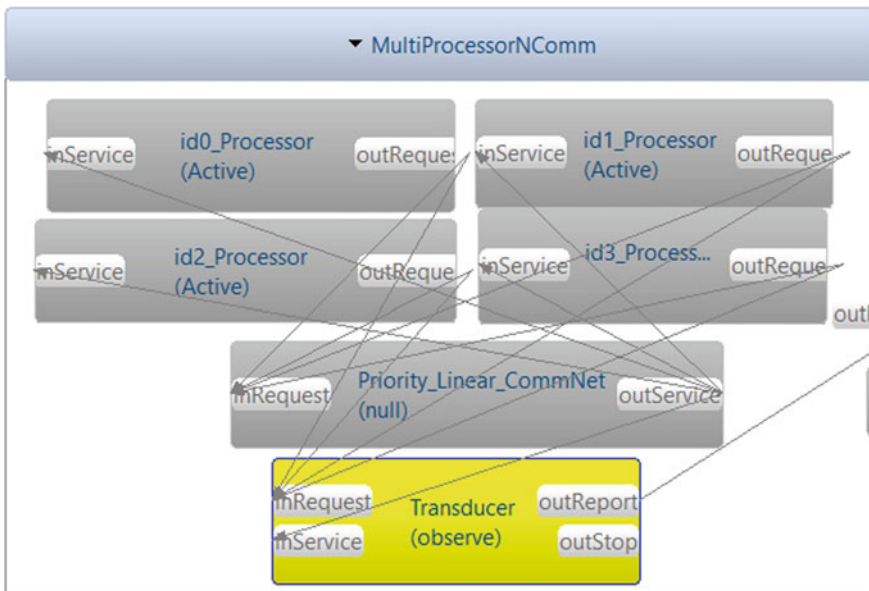 MultiProcessorNComm
id0_Processor
(Active)
inService
outReques
id1_Processor
(Active)
inService
outReque
id2_Processor
(Active)
inService
outReque
id3_Process...
inService
outReque
Priority_Linear_CommNet
(null)
inRequest
outService
Transducer
(observe)
inRequest
outReport
inService
outStop